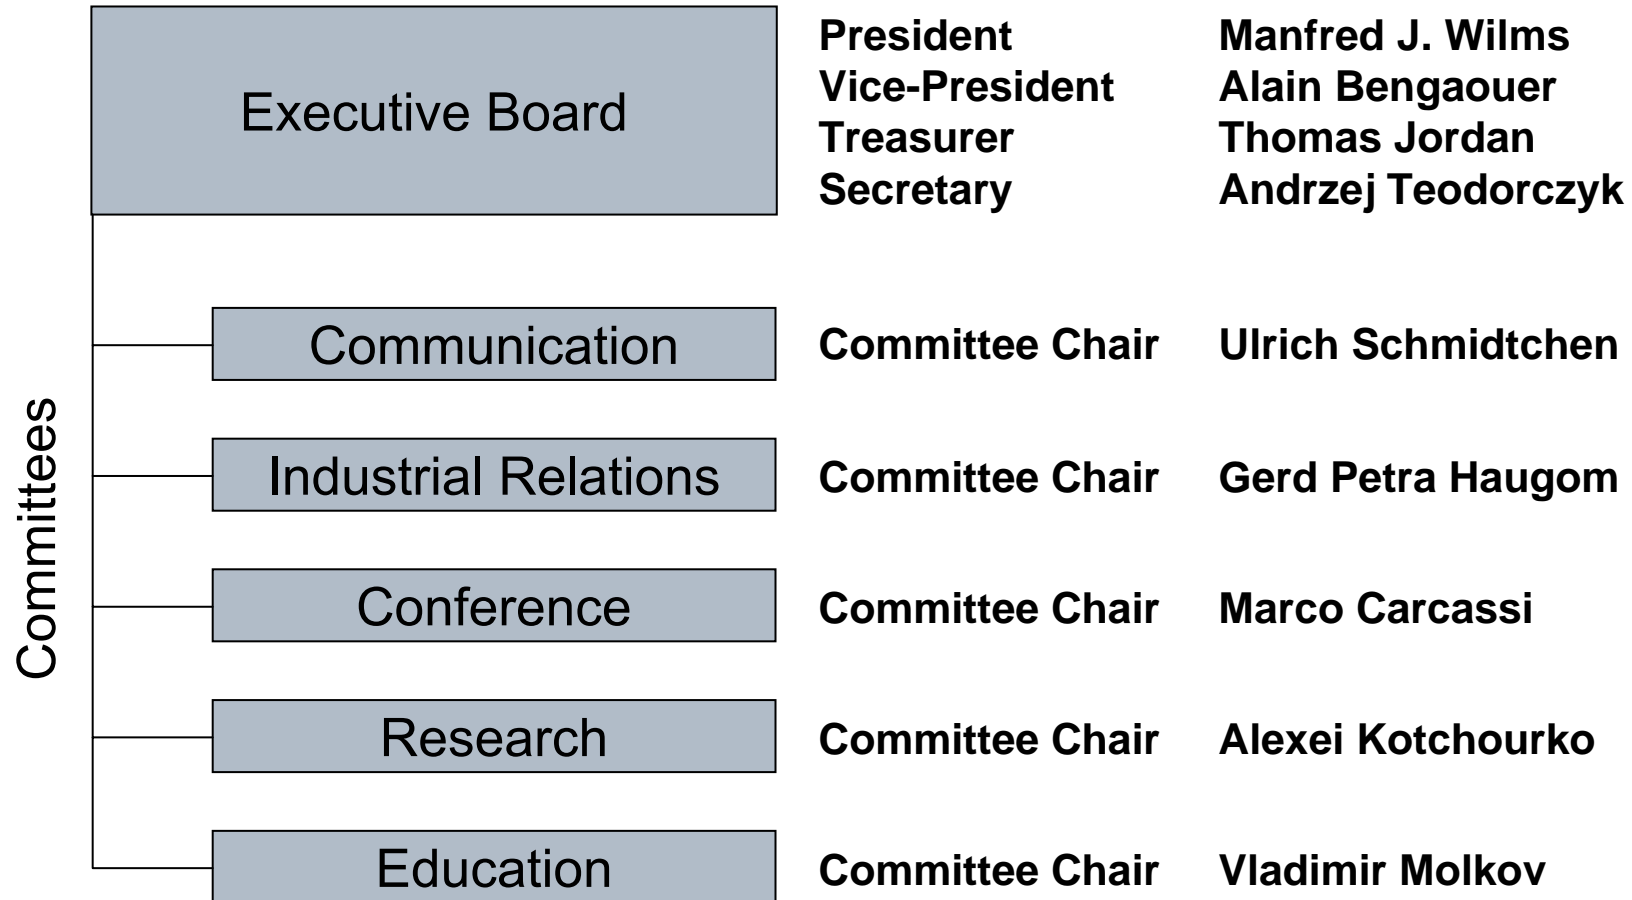 Executive Board
President Manfred J. Wilms
Vice-President Alain Bengaouer
Treasurer Thomas Jordan
Secretary Andrzej Teodorczyk
Committees
Communication Committee Chair Ulrich Schmidtchen
Industrial Relations Committee Chair Gerd Petra Haugom
Conference Committee Chair Marco Carcassi
Research Committee Chair Alexei Kotchourko
Education Committee Chair Vladimir Molkov